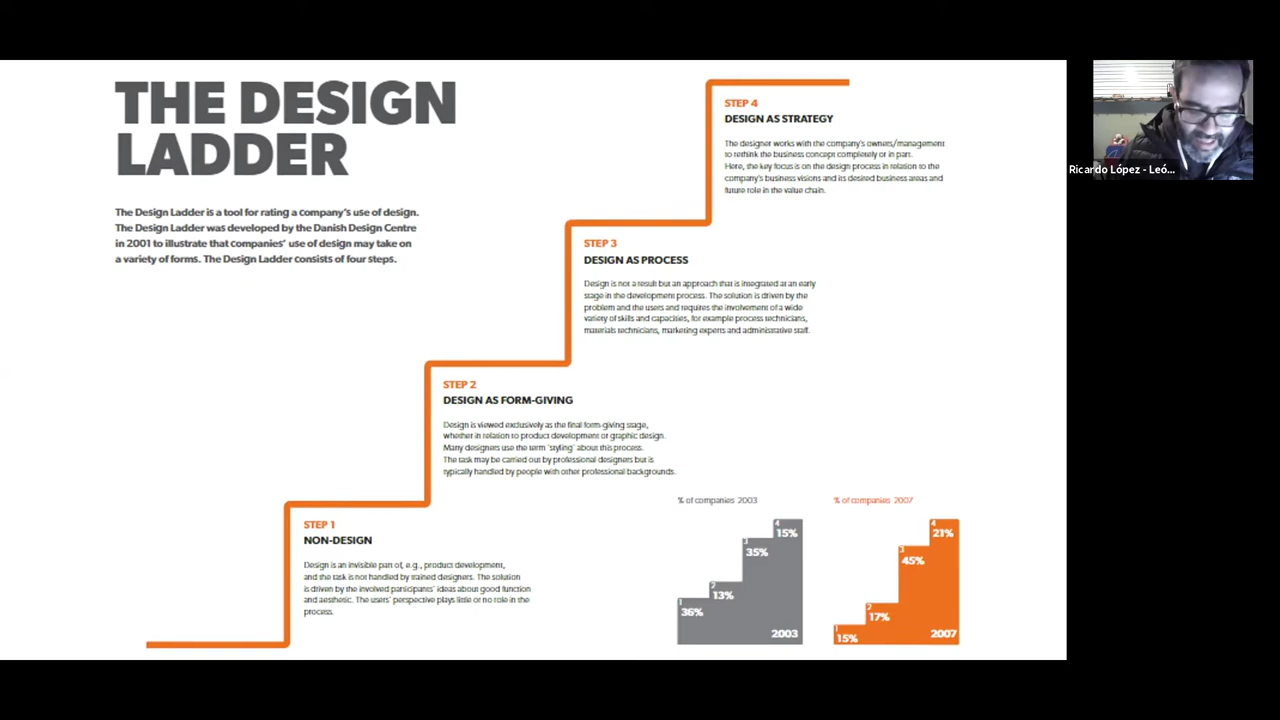 THE DESIGN
LADDER
The Design Ladder is a tool for rating a company's use of design.
The Design Ladder was developed by the Danish Design Centre
in 2001 to illustrate that companies' use of design may take on
a variety of forms. The Design Ladder consists of four steps.
STEP 4
DESIGN AS STRATEGY
The designer works with the company's owners/management
to rethink the business concept completely or in part.
Here, the key focus is on the design process in relation to the
company's business visions and its desired business areas and
future role in the value chain.
STEP 3
DESIGN AS PROCESS
Design is not a result but an approach that is integrated at an early
stage in the development process. The solution is driven by the
problem and the users and requires the involvement of a wide
variety of skills and capacities, for example process technicians,
materials technicians, marketing experts and administrative staff.
STEP 2
DESIGN AS FORM-GIVING
Design is viewed exclusively as the final form-giving stage,
whether in relation to product development or graphic design.
Many designers use the term 'styling' about this process.
The task may be carried out by professional designers but is
typically handled by people with other professional backgrounds.
STEP 1
NON-DESIGN
Design is an invisible part of, e.g., product development,
and the task is not handled by trained designers. The solution
is driven by the involved participants' ideas about good function
and aesthetic. The users' perspective plays little or no role in the
process.
% of companies 2003
4
15%
3
35%
2
13%
1
36%
2003
% of companies 2007
4
21%
3
45%
2
17%
1
15%
2007
Ricardo López - Leó...